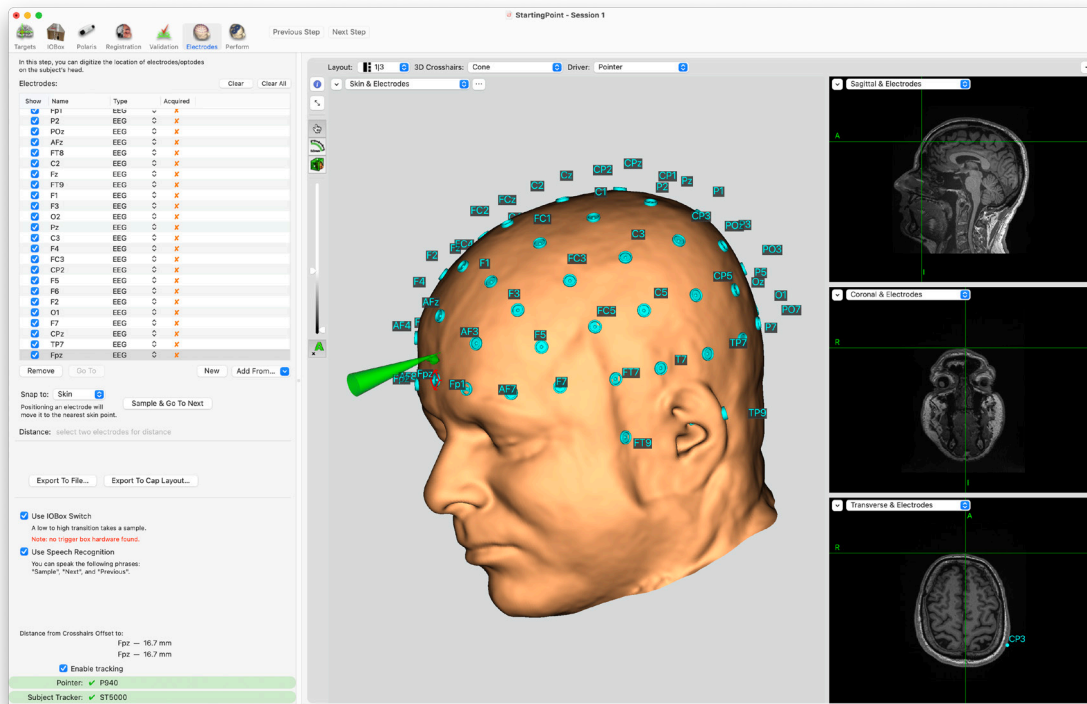 StartingPoint - Session 1
Targets IOBox Polaris Registration Validation Electrodes Perform Previous Step Next Step
In this step, you can digitize the location of electrodes/optodes
on the subject's head.
Electrodes: Clear Clear All
Show Name Type Acquired
Fp1 EEG
P2 EEG
POz EEG
AFz EEG
FT8 EEG
C2 EEG
Fz EEG
FT9 EEG
F1 EEG
F3 EEG
O2 EEG
Pz EEG
C3 EEG
F4 EEG
FC3 EEG
CP2 EEG
F5 EEG
F6 EEG
F2 EEG
O1 EEG
F7 EEG
CPz EEG
TP7 EEG
Fpz EEG
Remove Go To New Add From...
Snap to: Skin
Positioning an electrode will
move it to the nearest skin point.
Sample & Go To Next
Distance: select two electrodes for distance
Export To File... Export To Cap Layout...
Use IOBox Switch
A low to high transition takes a sample.
Note: no trigger box hardware found.
Use Speech Recognition
You can speak the following phrases:
"Sample", "Next", and "Previous".
Distance from Crosshairs Offset to:
Fpz — 16.7 mm
Fpz — 16.7 mm
Enable tracking
Pointer: P940
Subject Tracker: ST5000
Layout: 1|3 3D Crosshairs: Cone Driver: Pointer
Skin & Electrodes
CPz
CP2
Cz
CP1
Pz
C2
C1
P2
P1
FCz
FC2
FC1
CP3
P3
C3
F2
FC4
F1
FC3
PO3
F4
CP5
P5
Oz
AFz
F3
C5
O1
AF4
FC5
PO7
AF3
F5
P7
TP7
Fpz
Fp1
AF7
F7
FT7
T7
TP9
FT9
Sagittal & Electrodes
A
I
Coronal & Electrodes
R
I
Transverse & Electrodes
A
R
CP3